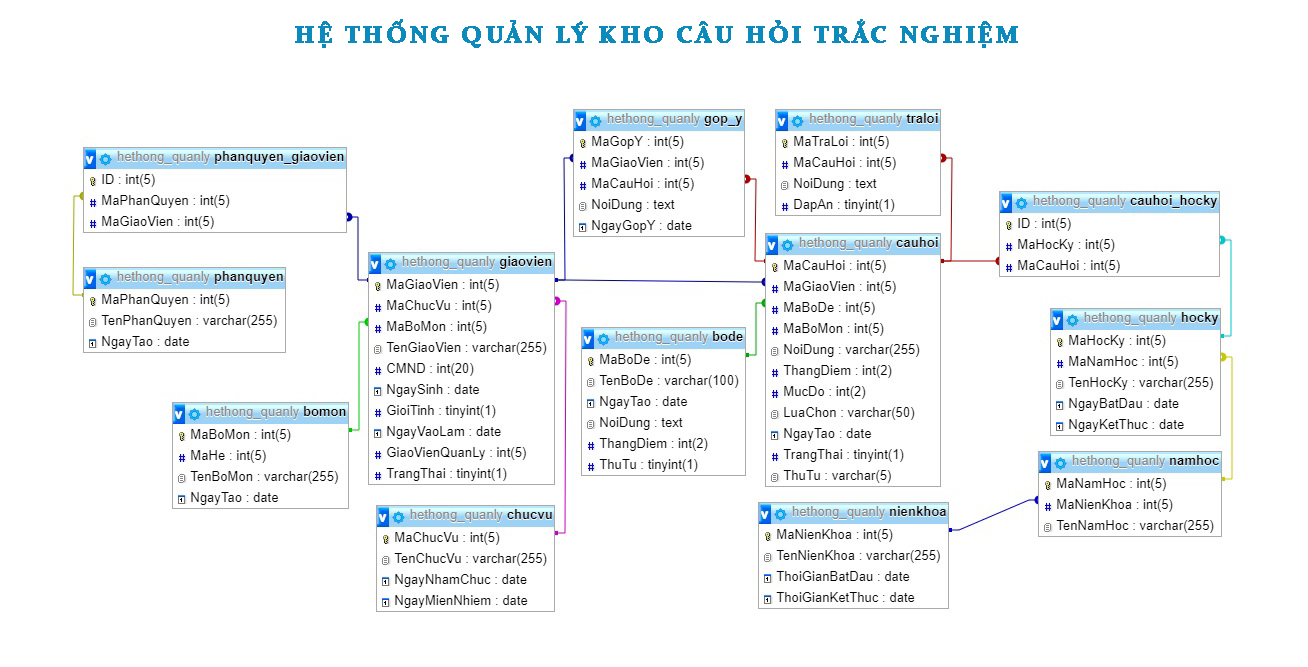 HỆ THỐNG QUẢN LÝ KHO CÂU HỎI TRẮC NGHIỆM
hethong_quanly phanquyen_giaovien
ID : int(5)
MaPhanQuyen : int(5)
MaGiaoVien : int(5)
hethong_quanly phanquyen
MaPhanQuyen : int(5)
TenPhanQuyen : varchar(255)
NgayTao : date
hethong_quanly bomon
MaBoMon : int(5)
MaHe : int(5)
TenBoMon : varchar(255)
NgayTao : date
hethong_quanly giaovien
MaGiaoVien : int(5)
MaChucVu : int(5)
MaBoMon : int(5)
TenGiaoVien : varchar(255)
CMND : int(20)
NgaySinh : date
GioiTinh : tinyint(1)
NgayVaoLam : date
GiaoVienQuanLy : int(5)
TrangThai : tinyint(1)
hethong_quanly chucvu
MaChucVu : int(5)
TenChucVu : varchar(255)
NgayNhamChuc : date
NgayMienNhiem : date
hethong_quanly gop_y
MaGopY : int(5)
MaGiaoVien : int(5)
MaCauHoi : int(5)
NoiDung : text
NgayGopY : date
hethong_quanly bode
MaBoDe : int(5)
TenBoDe : varchar(100)
NgayTao : date
NoiDung : text
ThangDiem : int(2)
ThuTu : tinyint(1)
hethong_quanly traloi
MaTraLoi : int(5)
MaCauHoi : int(5)
NoiDung : text
DapAn : tinyint(1)
hethong_quanly cauhoi
MaCauHoi : int(5)
MaGiaoVien : int(5)
MaBoDe : int(5)
MaBoMon : int(5)
NoiDung : varchar(255)
ThangDiem : int(2)
MucDo : int(2)
LuaChon : varchar(50)
NgayTao : date
TrangThai : tinyint(1)
ThuTu : varchar(5)
hethong_quanly nienkhoa
MaNienKhoa : int(5)
TenNienKhoa : varchar(255)
ThoiGianBatDau : date
ThoiGianKetThuc : date
hethong_quanly cauhoi_hocky
ID : int(5)
MaHocKy : int(5)
MaCauHoi : int(5)
hethong_quanly hocky
MaHocKy : int(5)
MaNamHoc : int(5)
TenHocKy : varchar(255)
NgayBatDau : date
NgayKetThuc : date
hethong_quanly namhoc
MaNamHoc : int(5)
MaNienKhoa : int(5)
TenNamHoc : varchar(255)